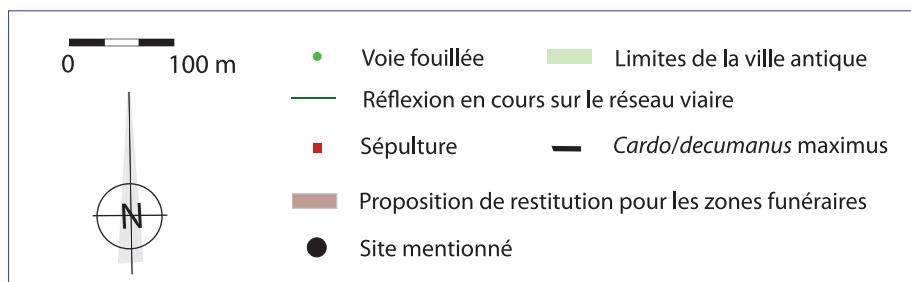 0 100 m
Voie fouillée Limites de la ville antique
Réflexion en cours sur le réseau viaire
Sépulture Cardo/decumanus maximus
N
Proposition de restitution pour les zones funéraires
Site mentionné